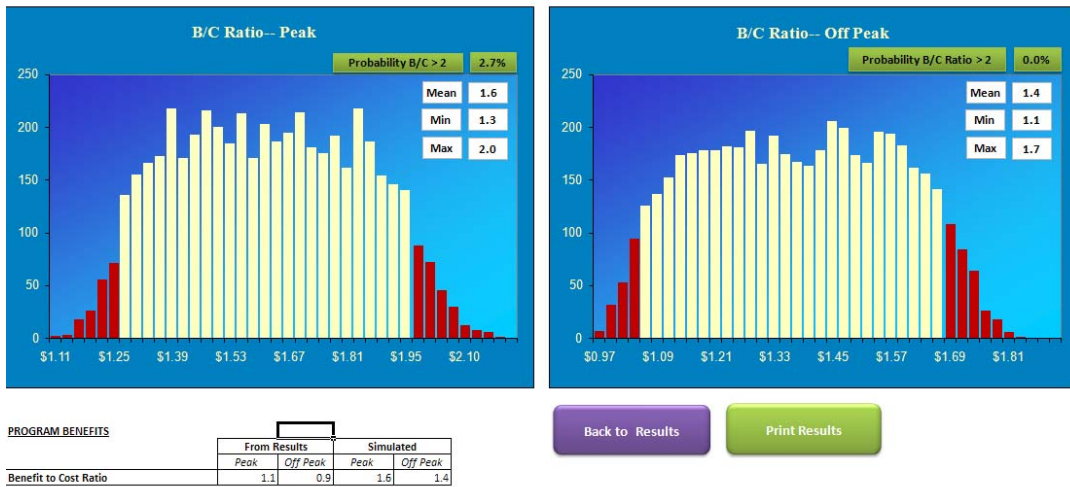 B/C Ratio-- Peak
Probability B/C > 2 2.7%
250
Mean 1.6
200
Min 1.3
Max 2.0
150
100
50
0
$1.11 $1.25 $1.39 $1.53 $1.67 $1.81 $1.95 $2.10
B/C Ratio-- Off Peak
Probability B/C Ratio > 2 0.0%
250
Mean 1.4
200
Min 1.1
Max 1.7
150
100
50
0
$0.97 $1.09 $1.21 $1.33 $1.45 $1.57 $1.69 $1.81
PROGRAM BENEFITS
From Results Simulated
Peak Off Peak Peak Off Peak
Benefit to Cost Ratio 1.1 0.9 1.6 1.4
Back to Results
Print Results